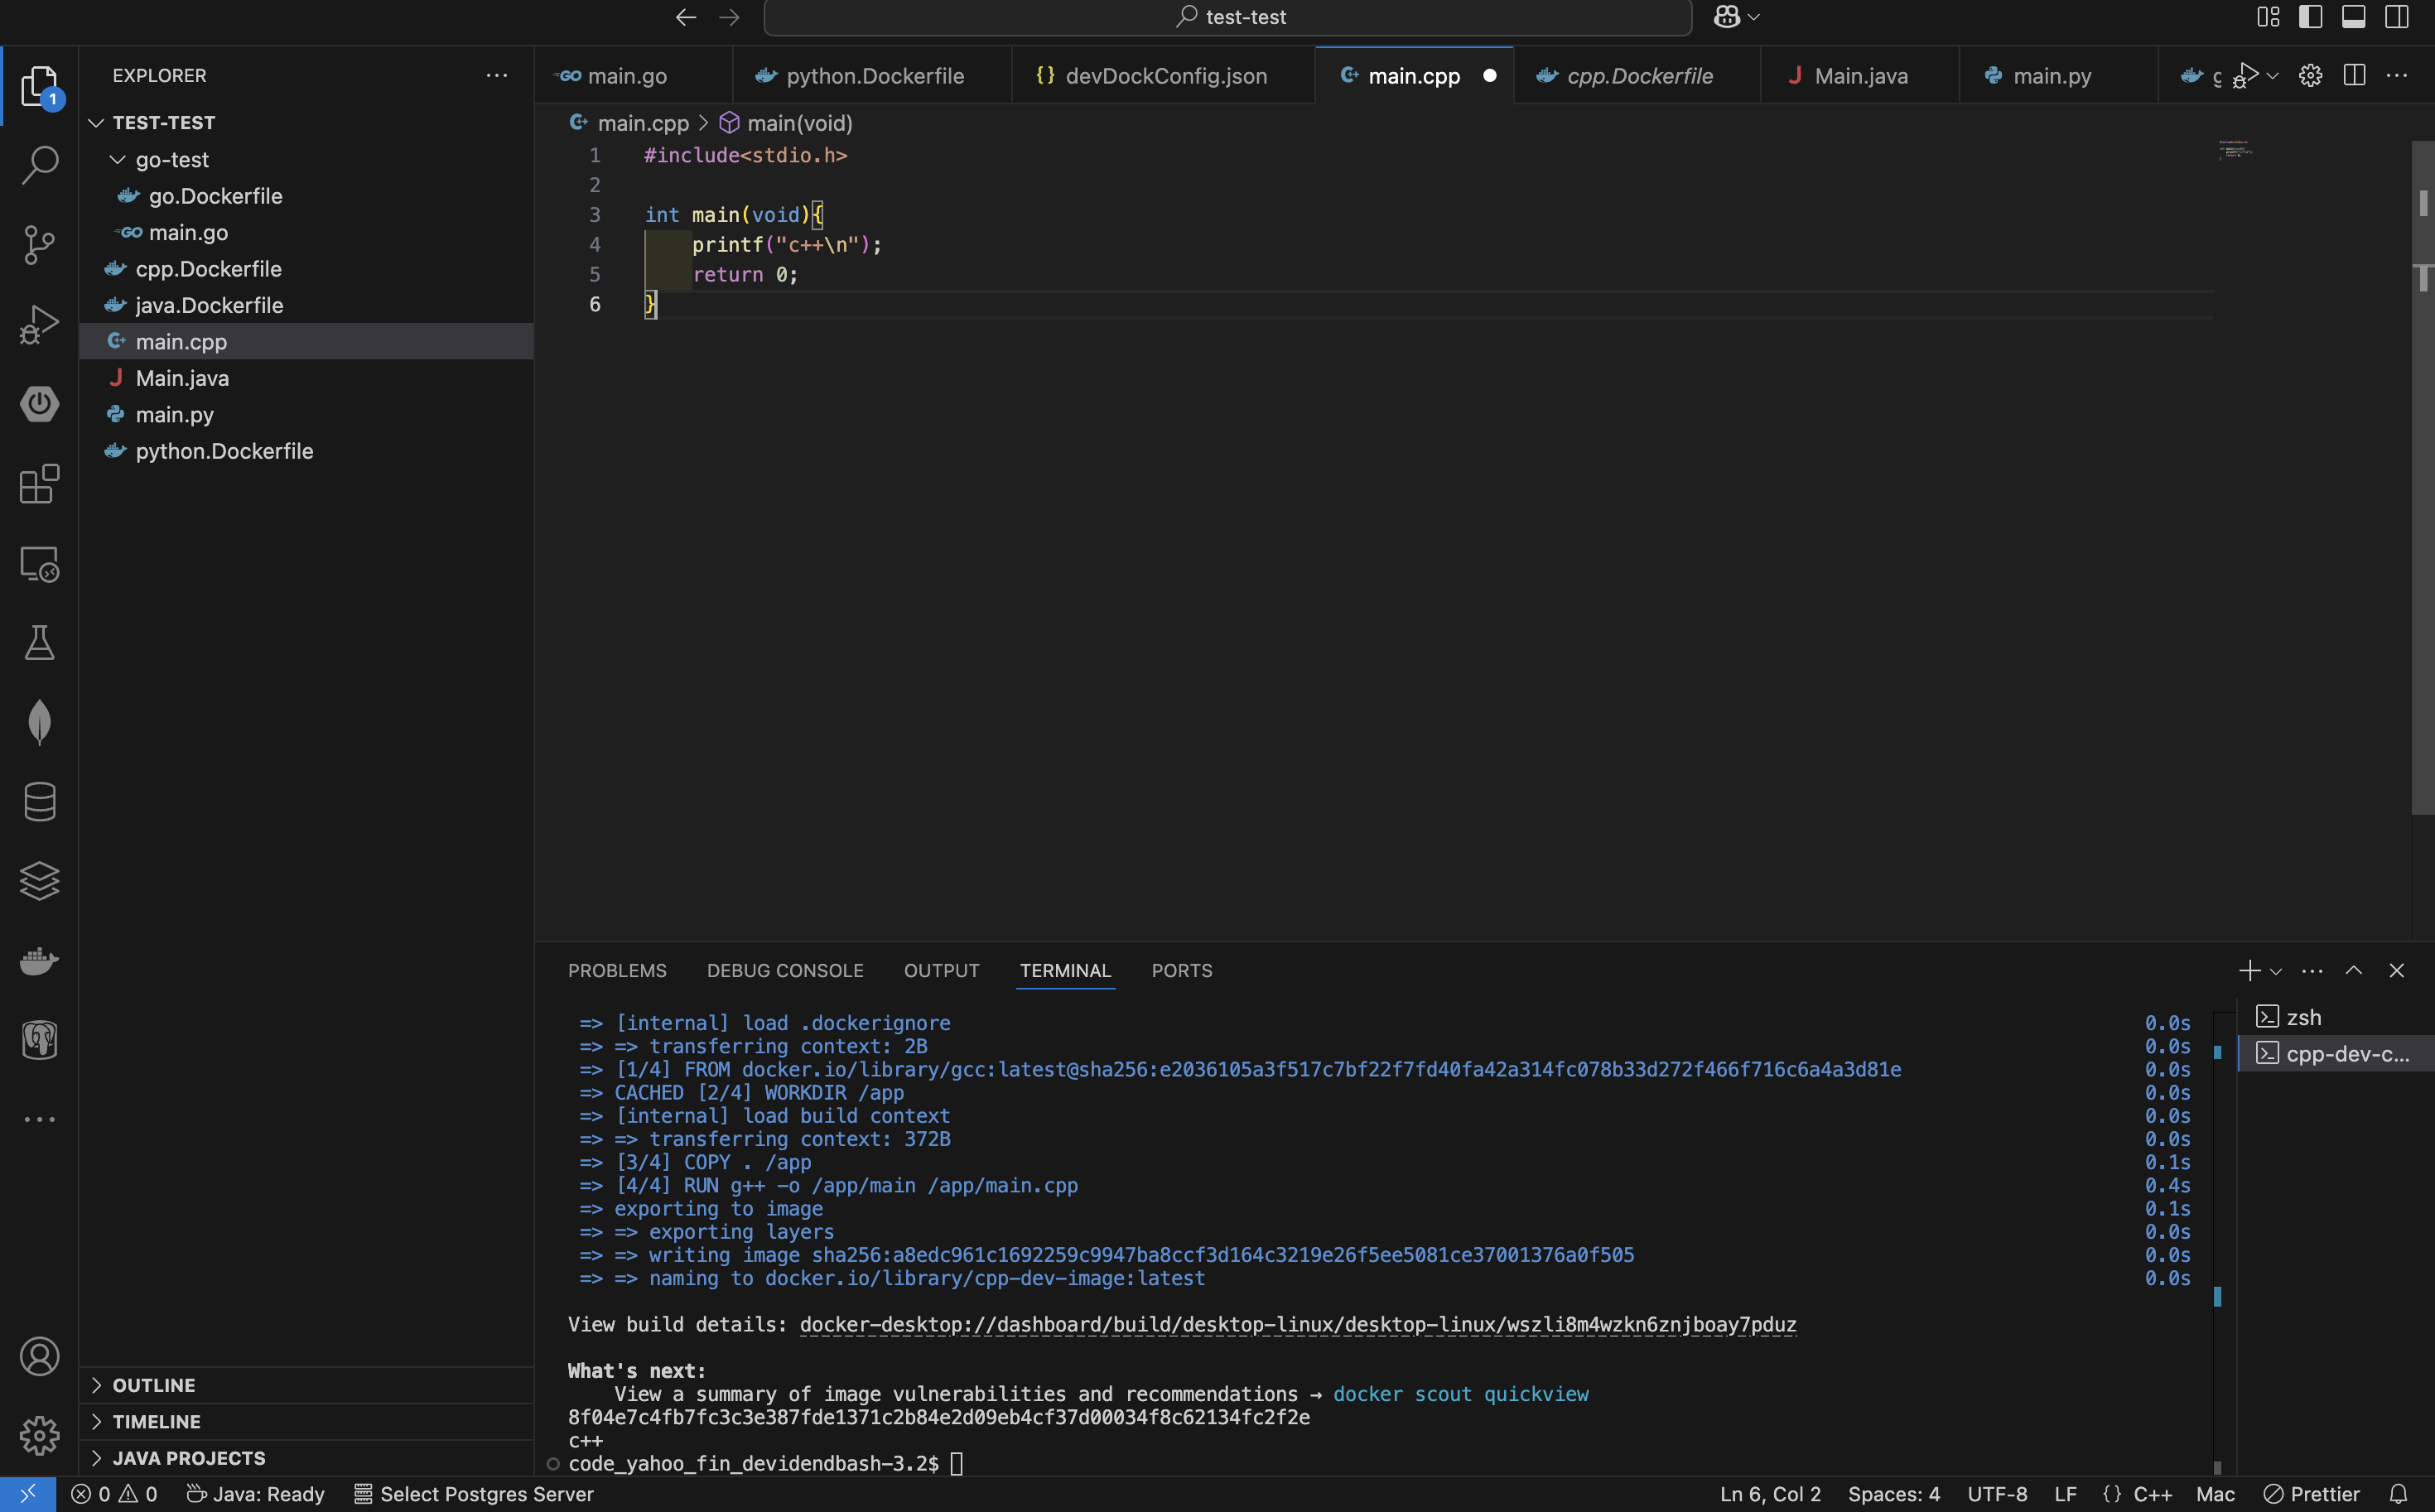 test-test
EXPLORER
TEST-TEST
go-test
go.Dockerfile
main.go
cpp.Dockerfile
java.Dockerfile
main.cpp
Main.java
main.py
python.Dockerfile
OUTLINE
TIMELINE
JAVA PROJECTS
1
main.go
python.Dockerfile
devDockConfig.json
main.cpp
cpp.Dockerfile
Main.java
main.py
main.cpp > main(void)
1 #include<stdio.h>
2
3 int main(void){
4 printf("c++\n");
5 return 0;
6 }
PROBLEMS DEBUG CONSOLE OUTPUT TERMINAL PORTS
=> [internal] load .dockerignore 0.0s
=> => transferring context: 2B 0.0s
=> [1/4] FROM docker.io/library/gcc:latest@sha256:e2036105a3f517c7bf22f7fd40fa42a314fc078b33d272f466f716c6a4a3d81e 0.0s
=> CACHED [2/4] WORKDIR /app 0.0s
=> [internal] load build context 0.0s
=> => transferring context: 372B 0.0s
=> [3/4] COPY . /app 0.1s
=> [4/4] RUN g++ -o /app/main /app/main.cpp 0.4s
=> exporting to image 0.1s
=> => exporting layers 0.0s
=> => writing image sha256:a8edc961c1692259c9947ba8ccf3d164c3219e26f5ee5081ce37001376a0f505 0.0s
=> => naming to docker.io/library/cpp-dev-image:latest 0.0s
View build details: docker-desktop://dashboard/build/desktop-linux/desktop-linux/wszli8m4wzkn6znjboay7pduz
What's next:
View a summary of image vulnerabilities and recommendations → docker scout quickview
8f04e7c4fb7fc3c3e387fde1371c2b84e2d09eb4cf37d00034f8c62134fc2f2e
c++
code_yahoo_fin_devidendbash-3.2$
zsh
cpp-dev-c...
0 0 Java: Ready Select Postgres Server Ln 6, Col 2 Spaces: 4 UTF-8 LF {} C++ Mac Prettier